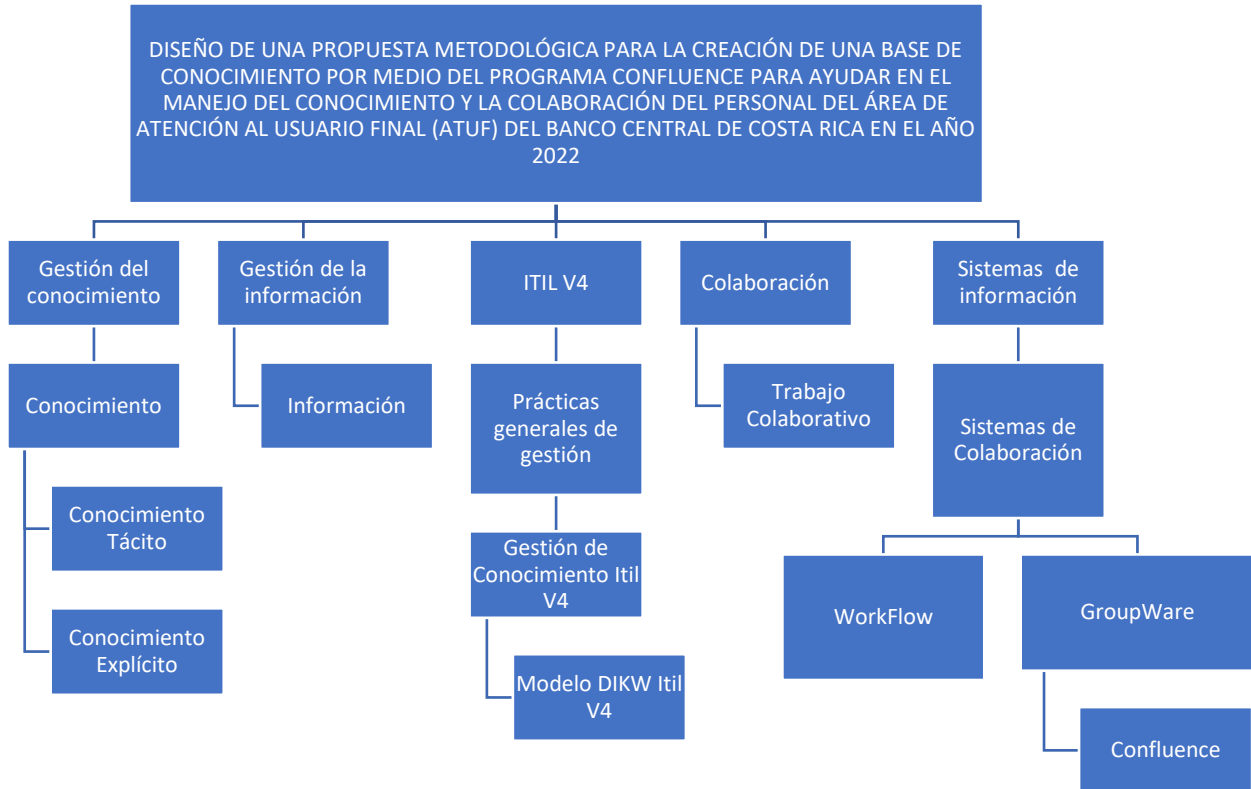 DISEÑO DE UNA PROPUESTA METODOLÓGICA PARA LA CREACIÓN DE UNA BASE DE
CONOCIMIENTO POR MEDIO DEL PROGRAMA CONFLUENCE PARA AYUDAR EN EL
MANEJO DEL CONOCIMIENTO Y LA COLABORACIÓN DEL PERSONAL DEL ÁREA DE
ATENCIÓN AL USUARIO FINAL (ATUF) DEL BANCO CENTRAL DE COSTA RICA EN EL AÑO
2022
Gestión del
conocimiento
Conocimiento
Conocimiento
Tácito
Conocimiento
Explícito
Gestión de la
información
Información
ITIL V4
Prácticas
generales de
gestión
Gestión de
Conocimiento Itil
V4
Modelo DIKW Itil
V4
Colaboración
Trabajo
Colaborativo
Sistemas de
información
Sistemas de
Colaboración
WorkFlow
GroupWare
Confluence